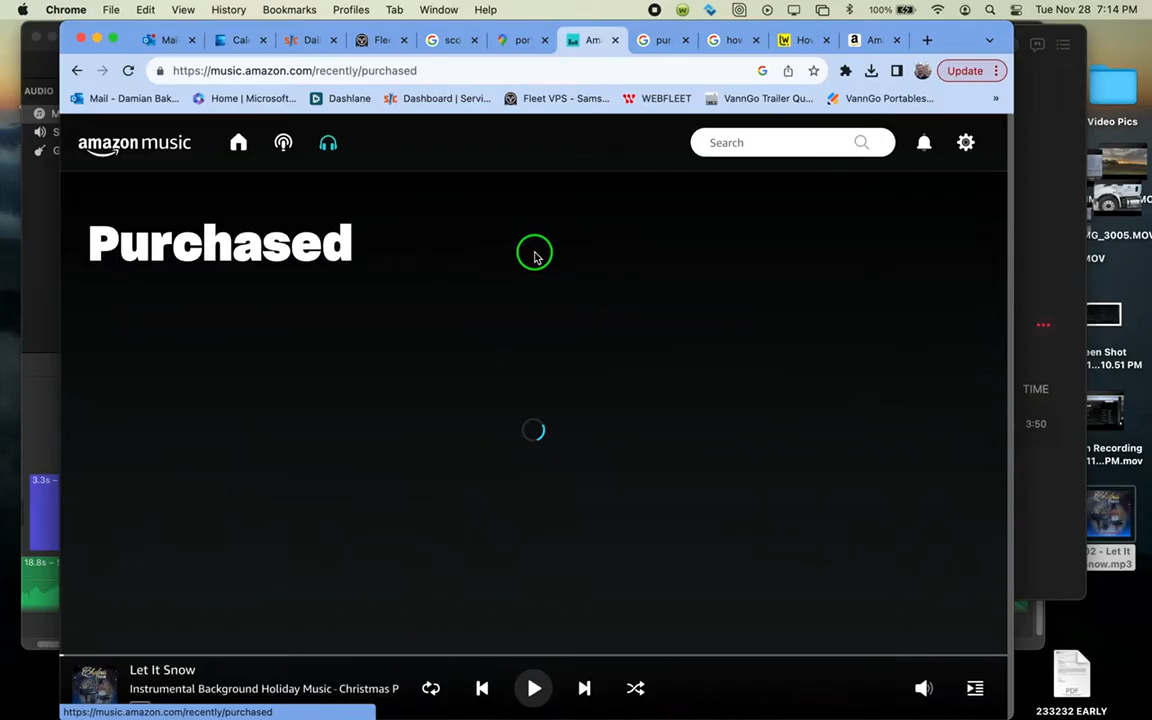 Chrome File Edit View History Bookmarks Profiles Tab Window Help 100% Tue Nov 28 7:14 PM
Mai Cal Dai Fle sco por Am pur hov Hov Am
https://music.amazon.com/recently/purchased Update
Mail - Damian Bak... Home | Microsoft... Dashlane Dashboard | Servi... Fleet VPS - Sams... WEBFLEET VannGo Trailer Qu... VannGo Portables... »
AUDIO
M
S
G
amazon music Search
Purchased
Video Pics
MG_3005.MOV
MOV
een Shot
1...10.51 PM
TIME
3:50
n Recording
11...PM.mov
3.3s –
18.8s –
02 - Let It
now.mp3
Let It Snow
Instrumental Background Holiday Music - Christmas P
https://music.amazon.com/recently/purchased
PDF
233232 EARLY